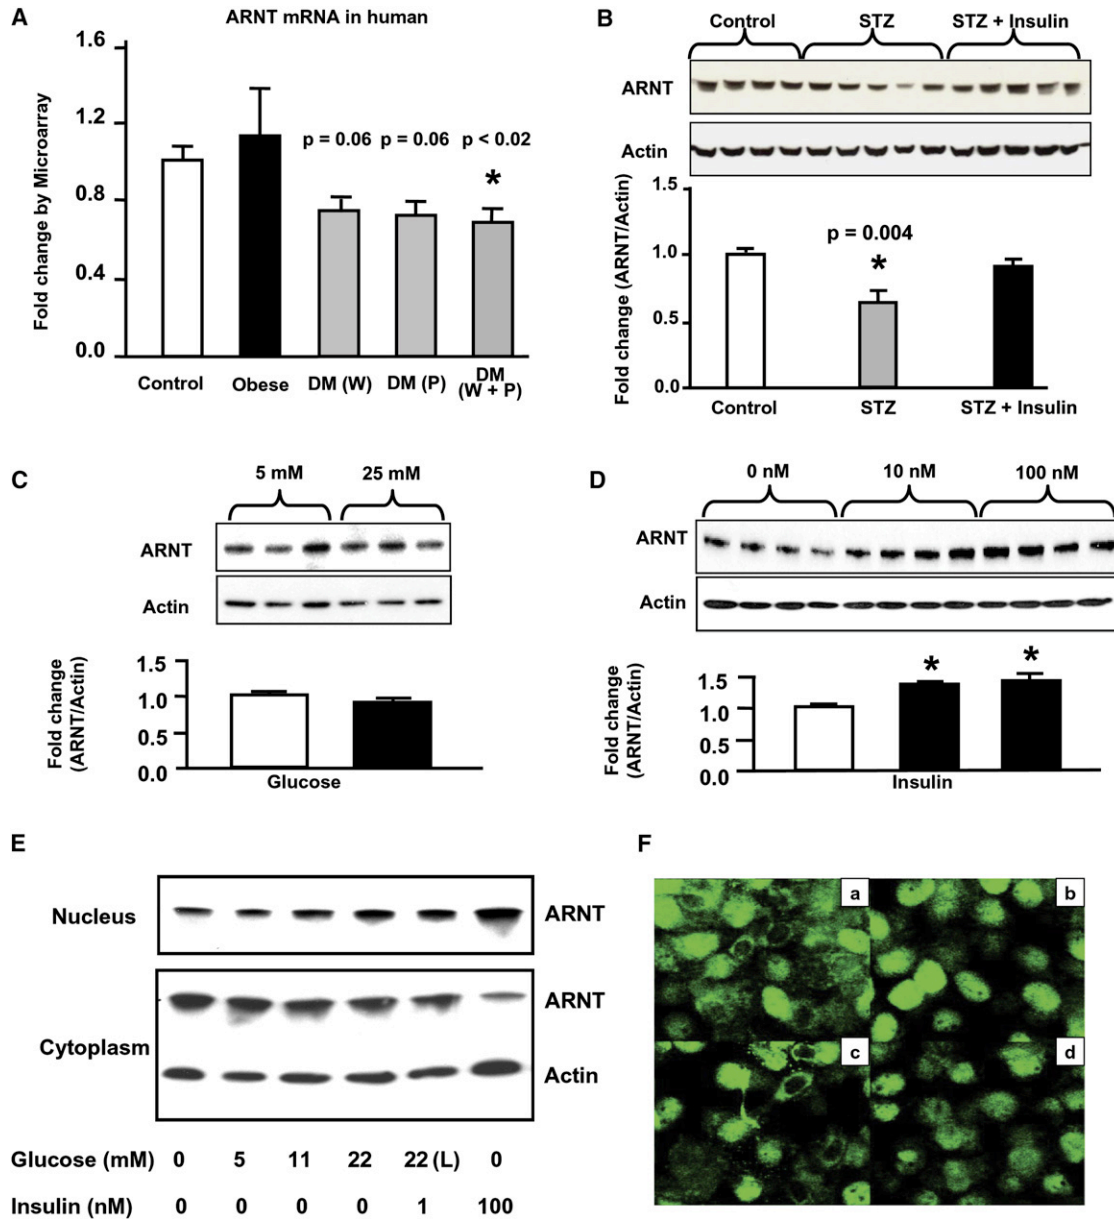 A
ARNT mRNA in human
Fold change by Microarray
1.6
1.2
0.8
0.4
0.0
p = 0.06 p = 0.06 p < 0.02
*
Control Obese DM (W) DM (P) DM (W + P)
B
Control STZ STZ + Insulin
ARNT
Actin
Fold change (ARNT/Actin)
1.5
1.0
0.5
0.0
p = 0.004
*
Control STZ STZ + Insulin
C
5 mM 25 mM
ARNT
Actin
Fold change
(ARNT/Actin)
1.5
1.0
0.5
0.0
Glucose
D
0 nM 10 nM 100 nM
ARNT
Actin
Fold change
(ARNT/Actin)
1.5
1.0
0.5
0.0
* *
Insulin
E
Nucleus ARNT
Cytoplasm
ARNT
Actin
Glucose (mM) 0 5 11 22 22 (L) 0
Insulin (nM) 0 0 0 0 1 100
F
a b
c d